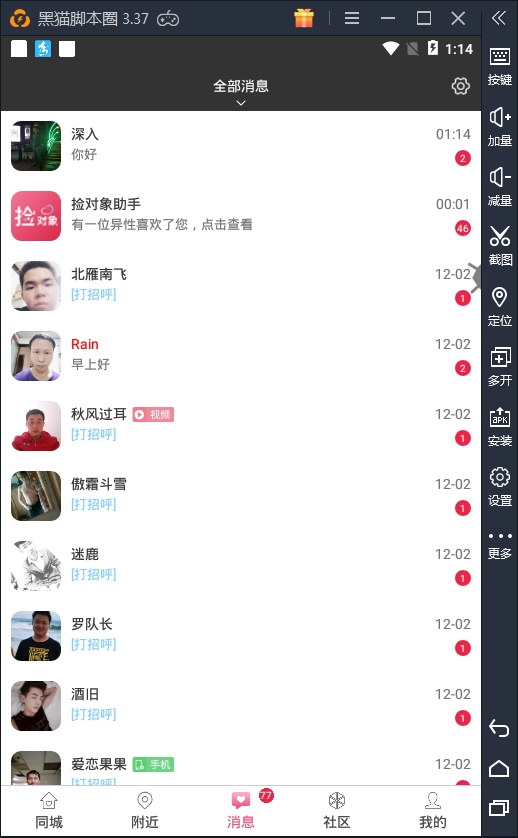 黑猫脚本圈 3.37
1:14
全部消息
深入
01:14
你好
2
捡对象
捡对象助手
00:01
有一位异性喜欢了您，点击查看
46
北雁南飞
12-02
[打招呼]
1
Rain
12-02
早上好
2
秋风过耳
视频
12-02
[打招呼]
1
傲霜斗雪
12-02
[打招呼]
1
迷鹿
12-02
[打招呼]
1
罗队长
12-02
[打招呼]
1
酒旧
12-02
[打招呼]
1
爱恋果果
手机
12-02
[打招呼]
同城
附近
消息
77
社区
我的
按键
加量
减量
截图
定位
多开
APK
安装
设置
更多